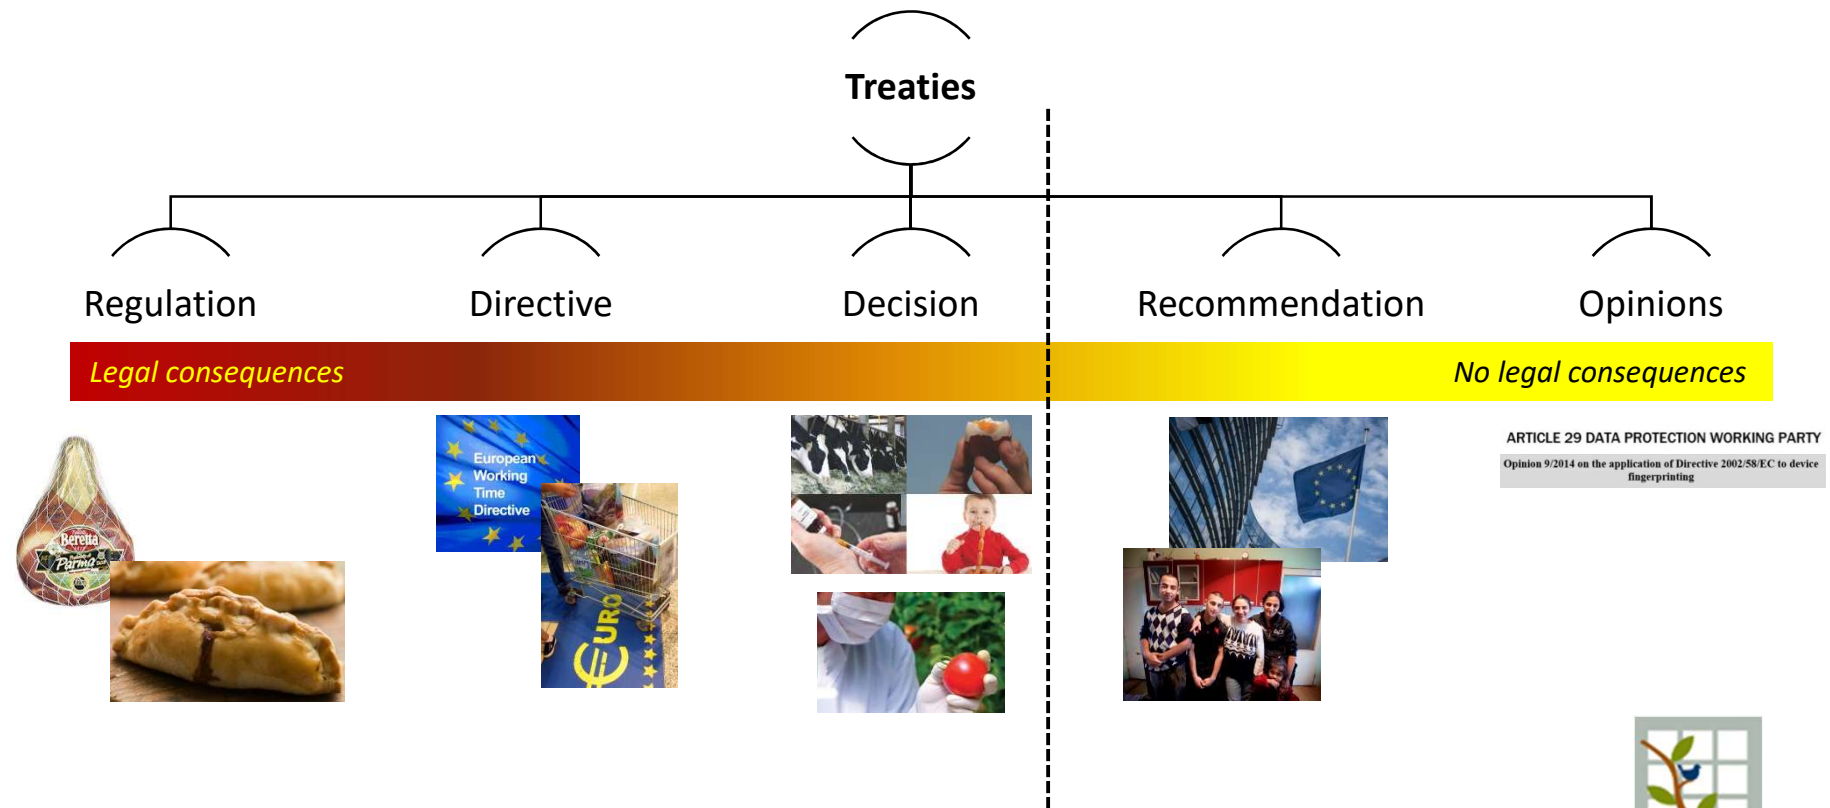 Treaties
Regulation
Directive
Decision
Recommendation
Opinions
Legal consequences
No legal consequences
European
Working
Time
Directive
Beretta
Parma
EURO
ARTICLE 29 DATA PROTECTION WORKING PARTY
Opinion 9/2014 on the application of Directive 2002/58/EC to device
fingerprinting